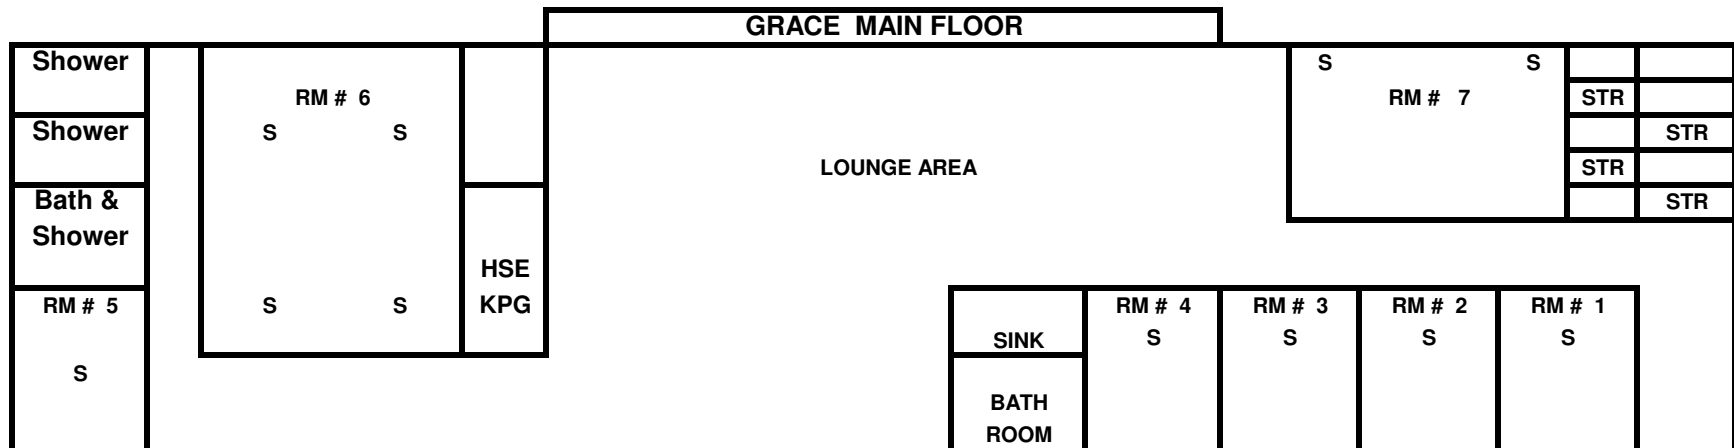 GRACE  MAIN FLOOR
Shower S S
RM #  6 RM #   7 STR
Shower S S STR
LOUNGE AREA STR
Bath & STR
Shower
HSE
RM #  5 S S KPG RM #  4 RM #  3 RM #  2 RM #  1
SINK S S S S
S
BATH
ROOM